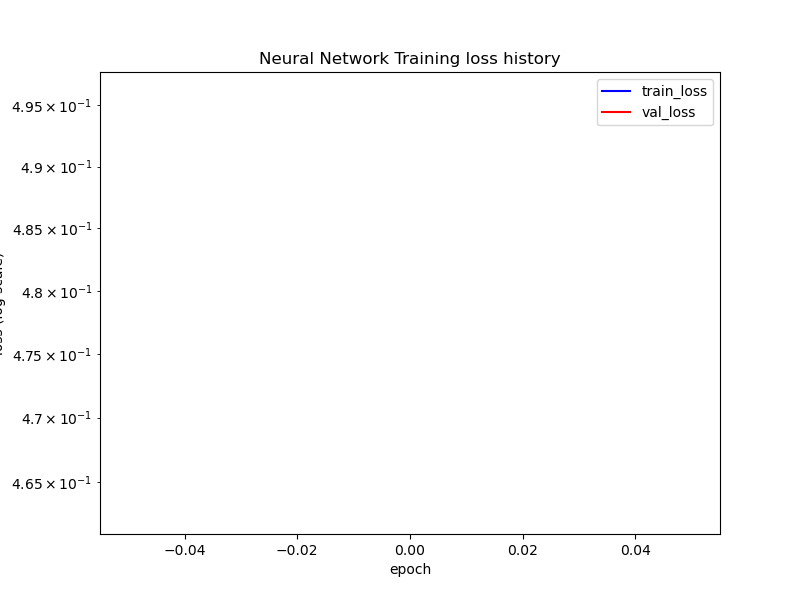 Neural Network Training loss history
train_loss
val_loss
4.95 × 10⁻¹
4.9 × 10⁻¹
4.85 × 10⁻¹
4.8 × 10⁻¹
4.75 × 10⁻¹
4.7 × 10⁻¹
4.65 × 10⁻¹
−0.04 −0.02 0.00 0.02 0.04
epoch